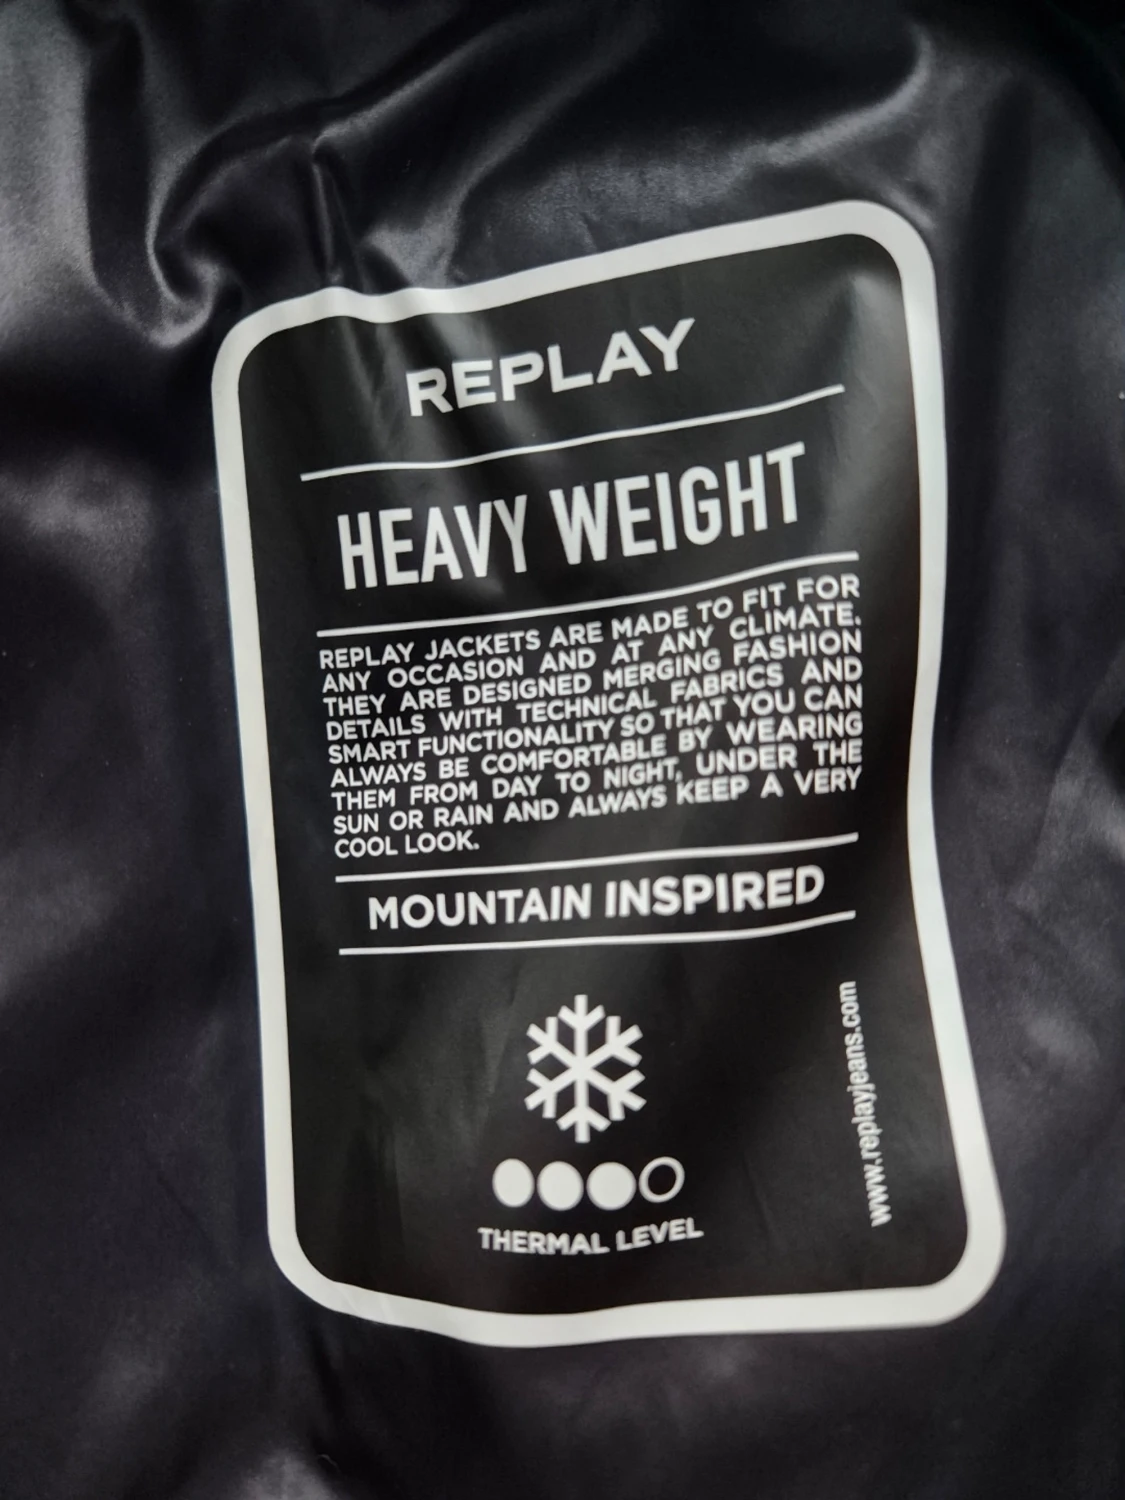 REPLAY
HEAVY WEIGHT
REPLAY JACKETS ARE MADE TO FIT FOR
ANY OCCASION AND AT ANY CLIMATE.
THEY ARE DESIGNED MERGING FASHION
DETAILS WITH TECHNICAL FABRICS AND
SMART FUNCTIONALITY SO THAT YOU CAN
ALWAYS BE COMFORTABLE BY WEARING
THEM FROM DAY TO NIGHT, UNDER THE
SUN OR RAIN AND ALWAYS KEEP A VERY
COOL LOOK.
MOUNTAIN INSPIRED
THERMAL LEVEL
www.replayjeans.com